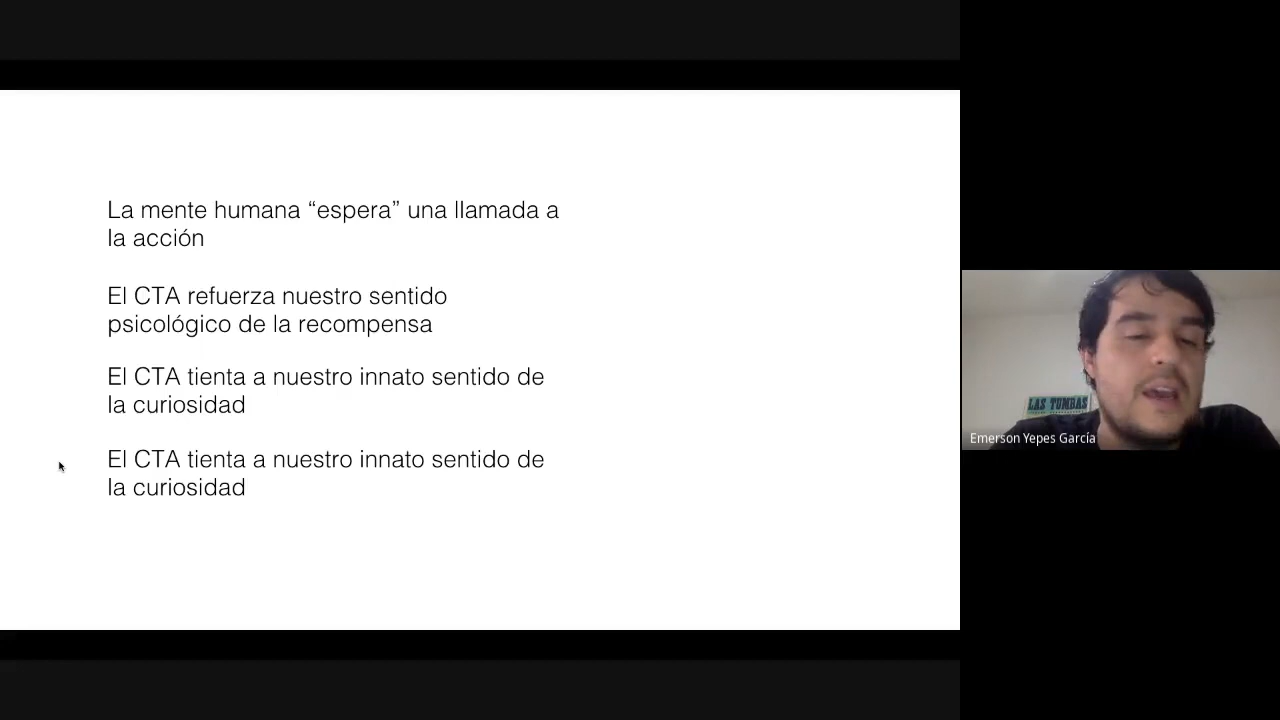 La mente humana “espera” una llamada a
la acción
El CTA refuerza nuestro sentido
psicológico de la recompensa
El CTA tienta a nuestro innato sentido de
la curiosidad
El CTA tienta a nuestro innato sentido de
la curiosidad
LAS TUMBAS
Emerson Yepes García